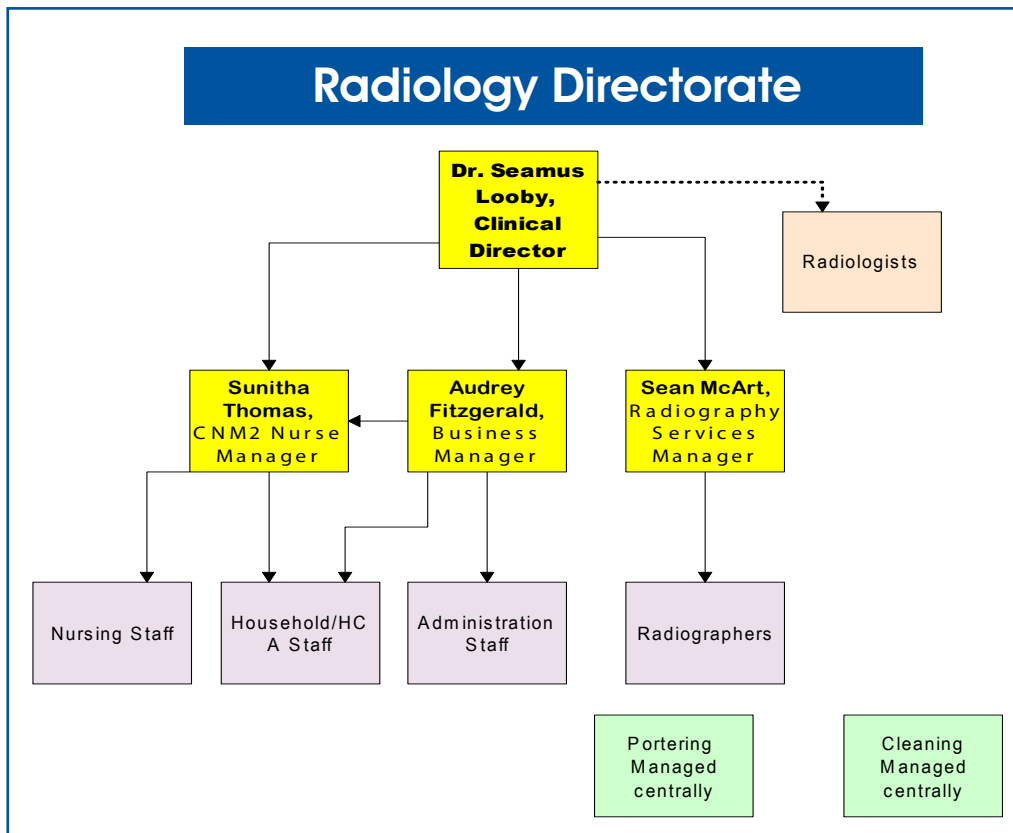 Radiology Directorate
Dr. Seamus
Looby,
Clinical
Director
Radiologists
Sunitha
Thomas,
CNM2 Nurse
Manager
Audrey
Fitzgerald,
Business
Manager
Sean McArt,
Radiography
Services
Manager
Nursing Staff
Household/HC
A Staff
Administration
Staff
Radiographers
Portering
Managed
centrally
Cleaning
Managed
centrally